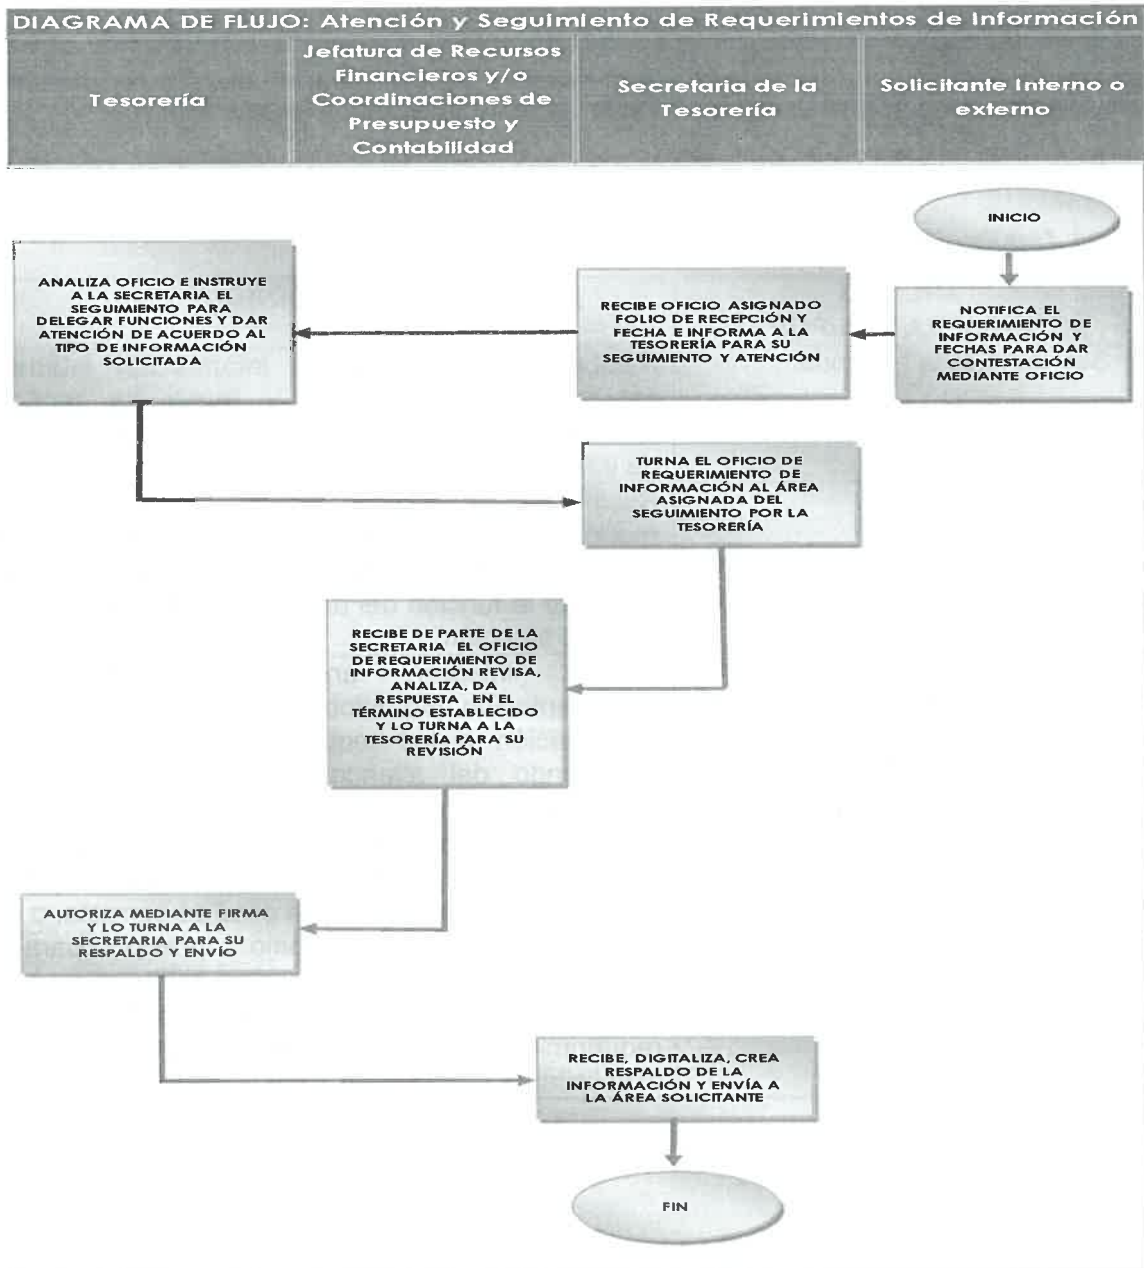 DIAGRAMA DE FLUJO: Atención y Seguimiento de Requerimientos de Información
Tesorería
Jefatura de Recursos
Financieros y/o
Coordinaciones de
Presupuesto y
Contabilidad
Secretaria de la
Tesorería
Solicitante Interno o
externo
INICIO
NOTIFICA EL
REQUERIMIENTO DE
INFORMACIÓN Y
FECHAS PARA DAR
CONTESTACIÓN
MEDIANTE OFICIO
RECIBE OFICIO ASIGNADO
FOLIO DE RECEPCIÓN Y
FECHA E INFORMA A LA
TESORERÍA PARA SU
SEGUIMIENTO Y ATENCIÓN
ANALIZA OFICIO E INSTRUYE
A LA SECRETARIA EL
SEGUIMIENTO PARA
DELEGAR FUNCIONES Y DAR
ATENCIÓN DE ACUERDO AL
TIPO DE INFORMACIÓN
SOLICITADA
TURNA EL OFICIO DE
REQUERIMIENTO DE
INFORMACIÓN AL ÁREA
ASIGNADA DEL
SEGUIMIENTO POR LA
TESORERÍA
RECIBE DE PARTE DE LA
SECRETARIA EL OFICIO
DE REQUERIMIENTO DE
INFORMACIÓN REVISA,
ANALIZA, DA
RESPUESTA EN EL
TÉRMINO ESTABLECIDO
Y LO TURNA A LA
TESORERÍA PARA SU
REVISIÓN
AUTORIZA MEDIANTE FIRMA
Y LO TURNA A LA
SECRETARIA PARA SU
RESPALDO Y ENVÍO
RECIBE, DIGITALIZA, CREA
RESPALDO DE LA
INFORMACIÓN Y ENVÍA A
LA ÁREA SOLICITANTE
FIN